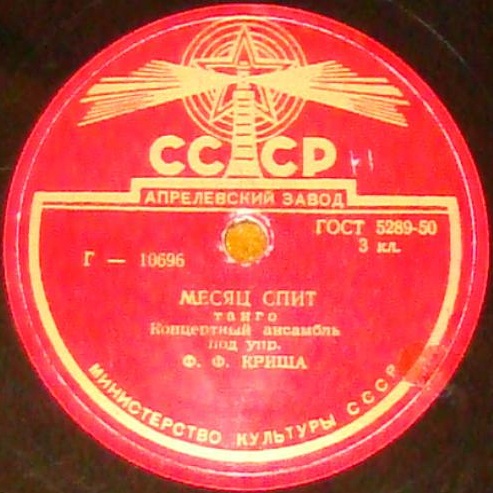 СССР
АПРЕЛЕВСКИЙ ЗАВОД
ГОСТ 5289-50
3 кл.
Г — 10696
МЕСЯЦ СПИТ
танго
Концертный ансамбль
под упр.
Ф. Ф. КРИША
МИНИСТЕРСТВО КУЛЬТУРЫ СССР